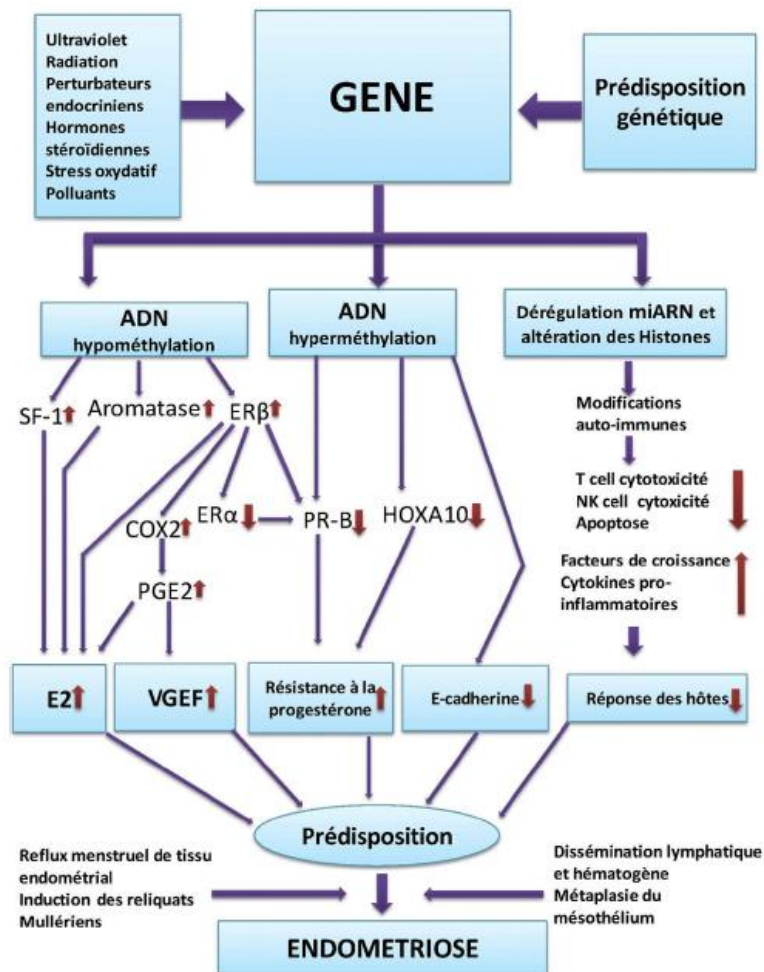 Ultraviolet
Radiation
Perturbateurs
endocriniens
Hormones
stéroïdiennes
Stress oxydatif
Polluants
GENE
Prédisposition
génétique
ADN
hypométhylation
ADN
hyperméthylation
Dérégulation miARN et
altération des Histones
SF-1
Aromatase
ERβ
Modifications
auto-immunes
COX2
ERα
PR-B
HOXA10
T cell cytotoxicité
NK cell cytoxicité
Apoptose
PGE2
Facteurs de croissance
Cytokines pro-
inflammatoires
E2
VGEF
Résistance à la
progestérone
E-cadherine
Réponse des hôtes
Prédisposition
Reflux menstruel de tissu
endométrial
Induction des reliquats
Mullériens
Dissémination lymphatique
et hématogène
Métaplasie du
mésothélium
ENDOMETRIOSE